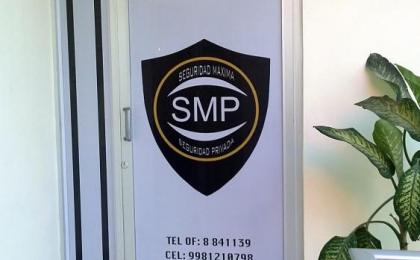 SEGURIDAD MAXIMA
SMP
SEGURIDAD PRIVADA
TEL OF: 8 841139
CEL: 9981210798